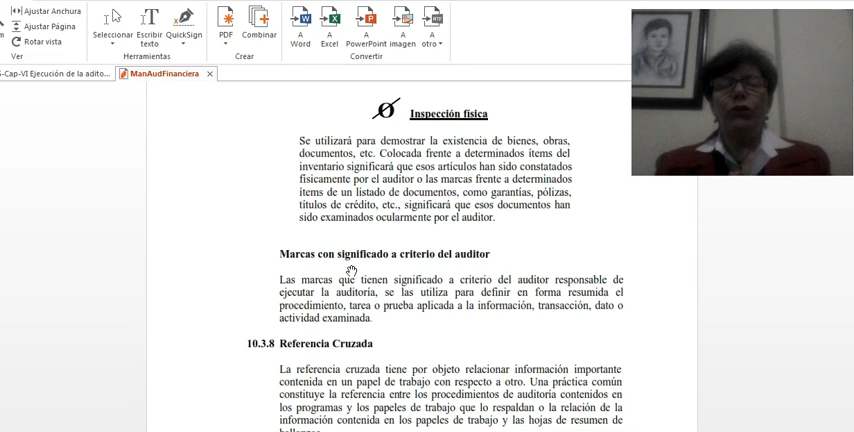 Ajustar Anchura
Ajustar Página
Rotar vista
Ver
Seleccionar
Escribir texto
QuickSign
Herramientas
PDF
Combinar
Crear
A Word
A Excel
A PowerPoint
A imagen
A otro
Convertir
-Cap-VI Ejecución de la adito...
ManAudFinanciera
Inspección física
Se utilizará para demostrar la existencia de bienes, obras,
documentos, etc. Colocada frente a determinados ítems del
inventario significará que esos artículos han sido constatados
físicamente por el auditor o las marcas frente a determinados
ítems de un listado de documentos, como garantías, pólizas,
títulos de crédito, etc., significará que esos documentos han
sido examinados ocularmente por el auditor.
Marcas con significado a criterio del auditor
Las marcas que tienen significado a criterio del auditor responsable de
ejecutar la auditoría, se las utiliza para definir en forma resumida el
procedimiento, tarea o prueba aplicada a la información, transacción, dato o
actividad examinada.
10.3.8 Referencia Cruzada
La referencia cruzada tiene por objeto relacionar información importante
contenida en un papel de trabajo con respecto a otro. Una práctica común
constituye la referencia entre los procedimientos de auditoría contenidos en
los programas y los papeles de trabajo que lo respaldan o la relación de la
información contenida en los papeles de trabajo y las hojas de resumen de